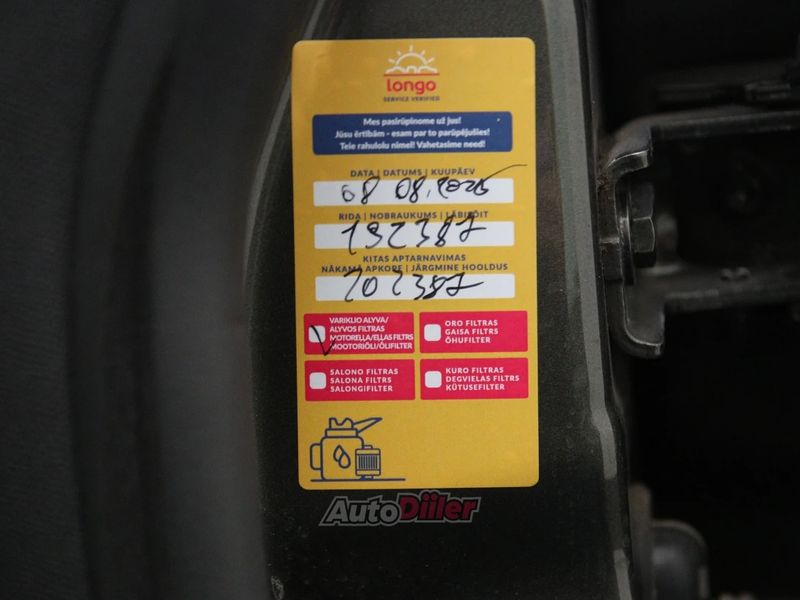 longo
SERVICE VERIFIED
Mes pasirūpinome už jus!
Jūsu ērtībām - esam par to parūpējušies!
Teie rahulolu nimel! Vahetasime need!
DATA | DATUMS | KUUPÄEV
08 08.2025
RIDA | NOBRAUKUMS | LÄBISÕIT
192387
KITAS APTARNAVIMAS
NĀKAMĀ APKOPE | JÄRGMINE HOOLDUS
202387
VARIKLIO ALYVA/
ALYVOS FILTRAS
MOTOREĻĻA/EĻĻAS FILTRS
MOOTORIÕLI/ÕLIFILTER
ORO FILTRAS
GAISA FILTRS
ÕHUFILTER
SALONO FILTRAS
SALONA FILTRS
SALONGIFILTER
KURO FILTRAS
DEGVIELAS FILTRS
KÜTUSEFILTER
AutoDiiler